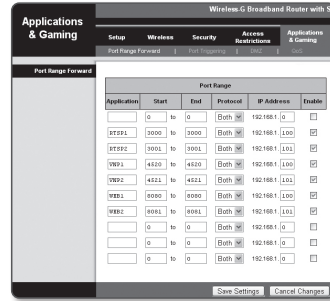 Wireless-G Broadband Router with S
Applications & Gaming
Setup Wireless Security Access Restrictions Applications & Gaming
Port Range Forward | Port Triggering | DMZ | QoS
Port Range Forward
Port Range
Application Start End Protocol IP Address Enable
0 to 0 Both 192.168.1. 0
RTSP1 3000 to 3000 Both 192.168.1. 100
RTSP2 3001 to 3001 Both 192.168.1. 101
VNP1 4520 to 4520 Both 192.168.1. 100
VNP2 4521 to 4521 Both 192.168.1. 101
WEB1 8080 to 8080 Both 192.168.1. 100
WEB2 8081 to 8081 Both 192.168.1. 101
0 to 0 Both 192.168.1. 0
0 to 0 Both 192.168.1. 0
0 to 0 Both 192.168.1. 0
Save Settings Cancel Changes